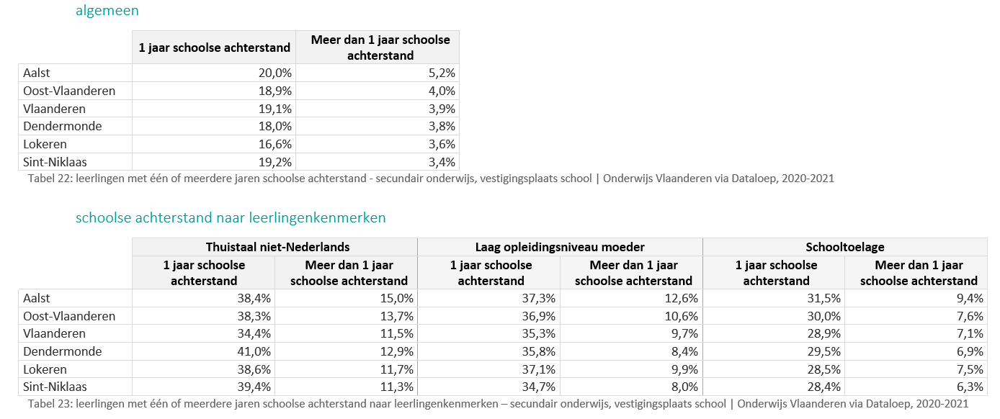 algemeen
1 jaar schoolse achterstand Meer dan 1 jaar schoolse achterstand
Aalst 20,0% 5,2%
Oost-Vlaanderen 18,9% 4,0%
Vlaanderen 19,1% 3,9%
Dendermonde 18,0% 3,8%
Lokeren 16,6% 3,6%
Sint-Niklaas 19,2% 3,4%
Tabel 22: leerlingen met één of meerdere jaren schoolse achterstand - secundair onderwijs, vestigingsplaats school | Onderwijs Vlaanderen via Dataloep, 2020-2021
schoolse achterstand naar leerlingenkenmerken
Thuistaal niet-Nederlands Laag opleidingsniveau moeder Schooltoelage
1 jaar schoolse achterstand Meer dan 1 jaar schoolse achterstand 1 jaar schoolse achterstand Meer dan 1 jaar schoolse achterstand 1 jaar schoolse achterstand Meer dan 1 jaar schoolse achterstand
Aalst 38,4% 15,0% 37,3% 12,6% 31,5% 9,4%
Oost-Vlaanderen 38,3% 13,7% 36,9% 10,6% 30,0% 7,6%
Vlaanderen 34,4% 11,5% 35,3% 9,7% 28,9% 7,1%
Dendermonde 41,0% 12,9% 35,8% 8,4% 29,5% 6,9%
Lokeren 38,6% 11,7% 37,1% 9,9% 28,5% 7,5%
Sint-Niklaas 39,4% 11,3% 34,7% 8,0% 28,4% 6,3%
Tabel 23: leerlingen met één of meerdere jaren schoolse achterstand naar leerlingenkenmerken – secundair onderwijs, vestigingsplaats school | Onderwijs Vlaanderen via Dataloep, 2020-2021